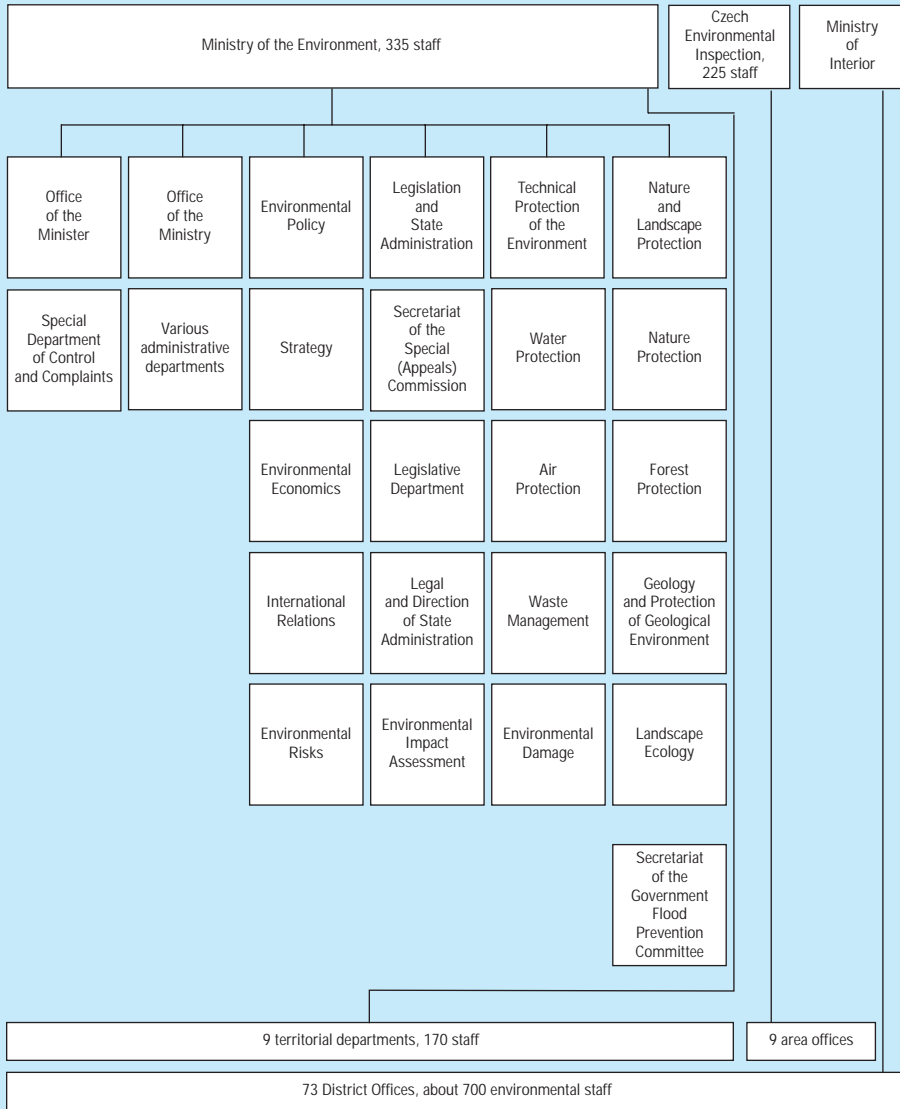 Ministry of the Environment, 335 staff
Czech
Environmental
Inspection,
225 staff
Ministry
of
Interior
Office
of the
Minister
Office
of the
Ministry
Environmental
Policy
Legislation
and
State
Administration
Technical
Protection
of the
Environment
Nature
and
Landscape
Protection
Special
Department
of Control
and Complaints
Various
administrative
departments
Strategy
Secretariat
of the
Special
(Appeals)
Commission
Water
Protection
Nature
Protection
Environmental
Economics
Legislative
Department
Air
Protection
Forest
Protection
International
Relations
Legal
and Direction
of State
Administration
Waste
Management
Geology
and Protection
of Geological
Environment
Environmental
Risks
Environmental
Impact
Assessment
Environmental
Damage
Landscape
Ecology
Secretariat
of the
Government
Flood
Prevention
Committee
9 territorial departments, 170 staff
9 area offices
73 District Offices, about 700 environmental staff